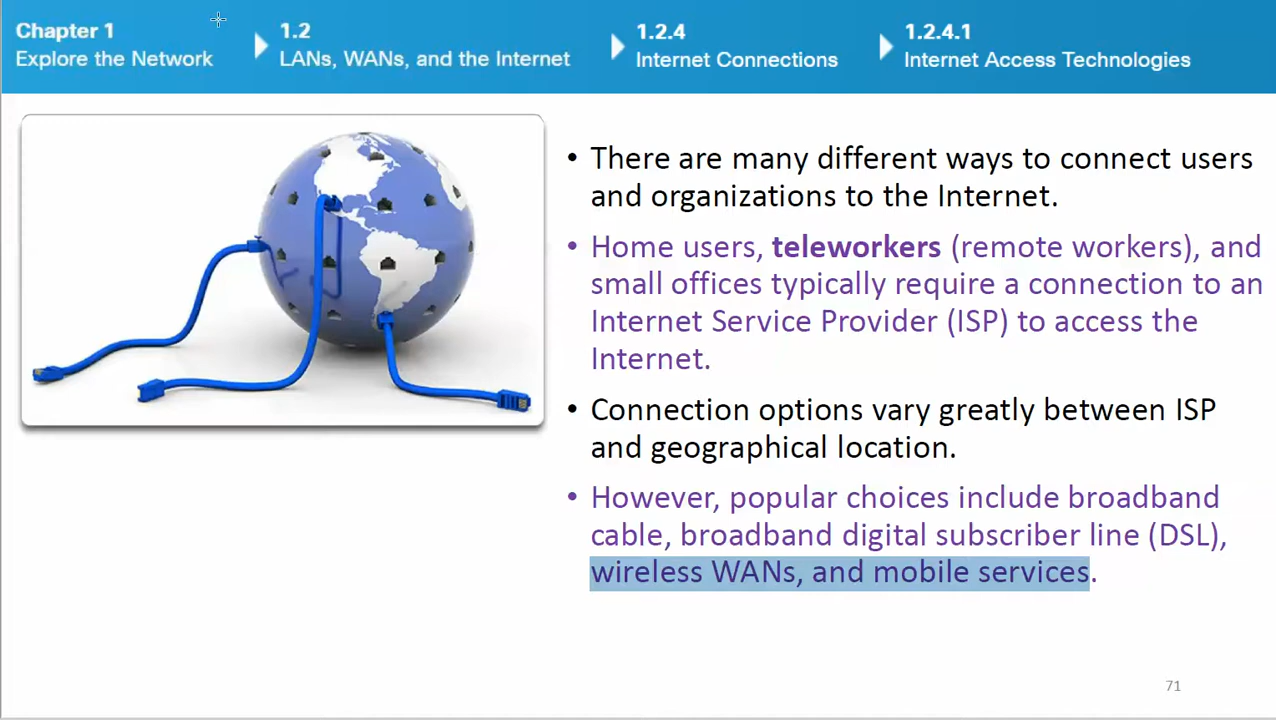 Chapter 1
Explore the Network
1.2
LANs, WANs, and the Internet
1.2.4
Internet Connections
1.2.4.1
Internet Access Technologies
• There are many different ways to connect users
and organizations to the Internet.
• Home users, teleworkers (remote workers), and
small offices typically require a connection to an
Internet Service Provider (ISP) to access the
Internet.
• Connection options vary greatly between ISP
and geographical location.
• However, popular choices include broadband
cable, broadband digital subscriber line (DSL),
wireless WANs, and mobile services.
71